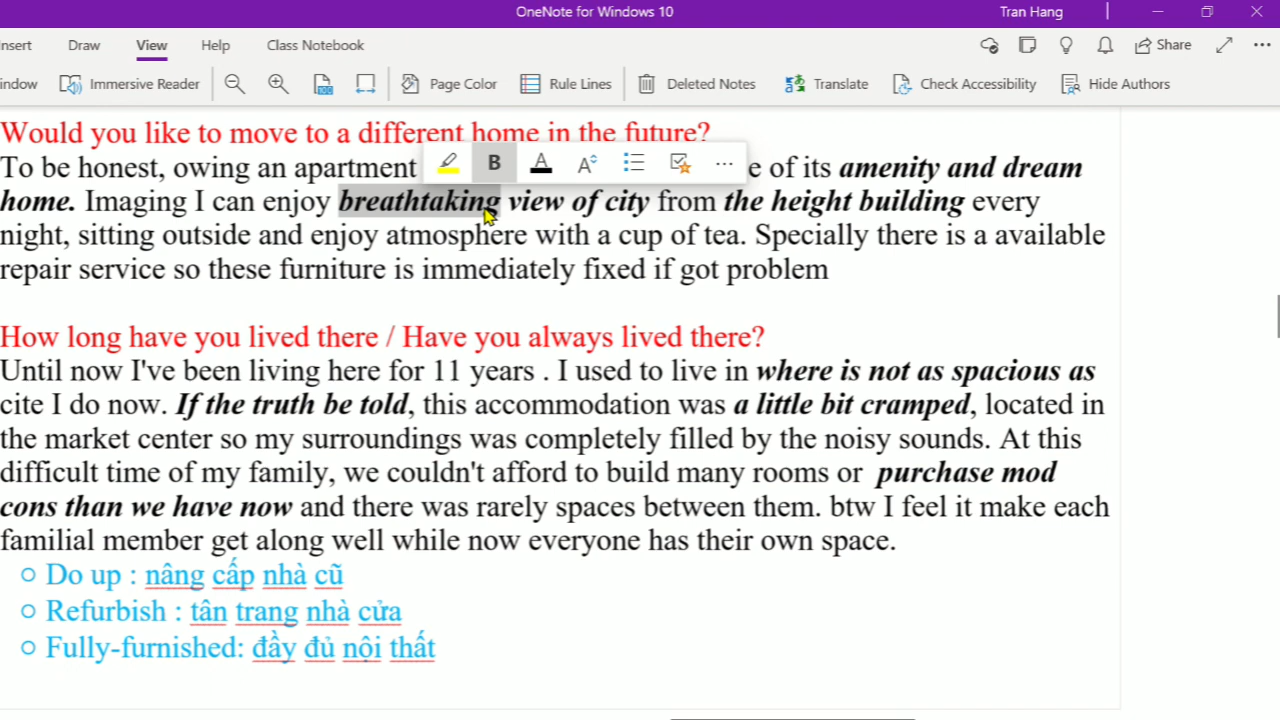 OneNote for Windows 10
Tran Hang
nsert Draw View Help Class Notebook Share
indow Immersive Reader 100 Page Color Rule Lines Deleted Notes Translate Check Accessibility Hide Authors
Would you like to move to a different home in the future?
To be honest, owing an apartment e of its amenity and dream
B A A
home. Imaging I can enjoy breathtaking view of city from the height building every
night, sitting outside and enjoy atmosphere with a cup of tea. Specially there is a available
repair service so these furniture is immediately fixed if got problem
How long have you lived there / Have you always lived there?
Until now I've been living here for 11 years . I used to live in where is not as spacious as
cite I do now. If the truth be told, this accommodation was a little bit cramped, located in
the market center so my surroundings was completely filled by the noisy sounds. At this
difficult time of my family, we couldn't afford to build many rooms or purchase mod
cons than we have now and there was rarely spaces between them. btw I feel it make each
familial member get along well while now everyone has their own space.
Do up : nâng cấp nhà cũ
Refurbish : tân trang nhà cửa
Fully-furnished: đầy đủ nội thất